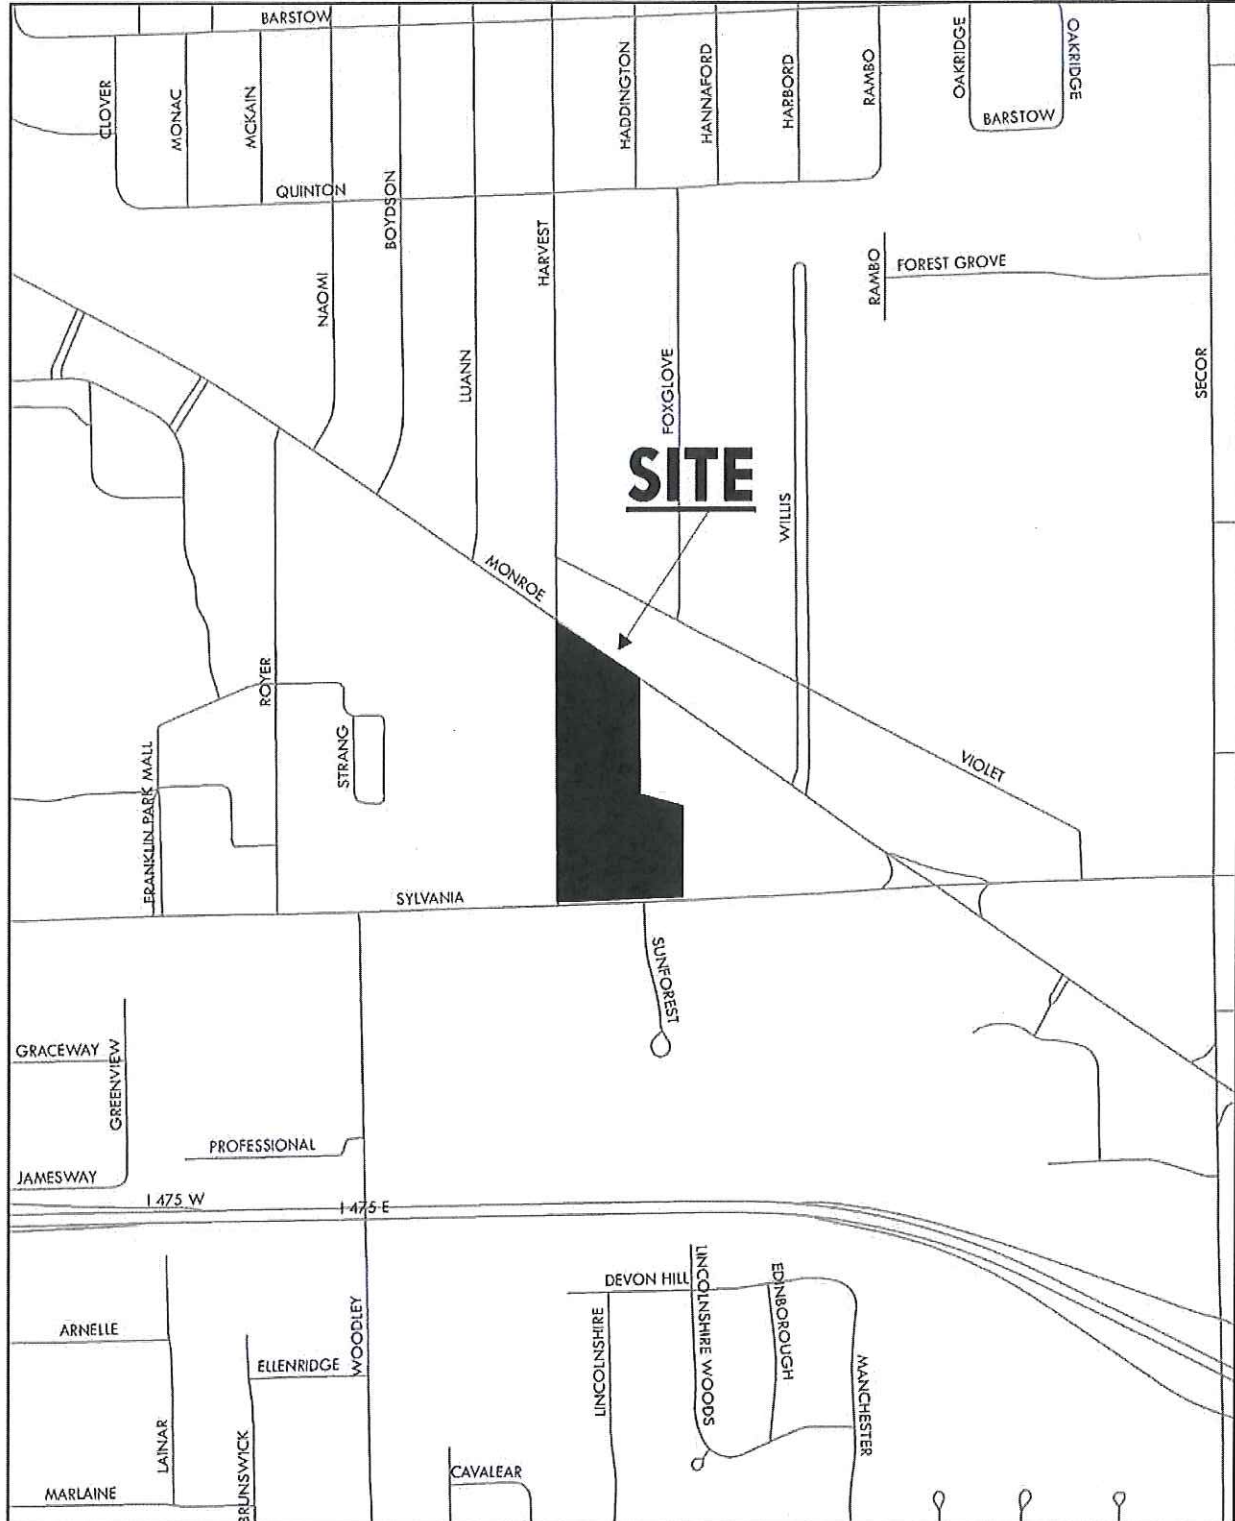 BARSTOW
CLOVER
MONAC
MCKAIN
HADDINGTON
HANNAFORD
HARBORD
RAMBO
OAKRIDGE
OAKRIDGE
BARSTOW
QUINTON
NAOMI
BOYDSON
LUANN
HARVEST
FOXGLOVE
RAMBO
FOREST GROVE
SECOR
SITE
WILLIS
MONROE
ROYER
STRANG
FRANKLIN PARK MALL
VIOLET
SYLVANIA
SUNFOREST
GRACEWAY
GREENVIEW
PROFESSIONAL
JAMESWAY
I 475 W
I 475 E
DEVON HILL
LINCOLNSHIRE WOODS
EDINBOROUGH
ARNELLE
WOODLEY
ELLENRIDGE
LINCOLNSHIRE
MANCHESTER
LAINAR
BRUNSWICK
CAVALEAR
MARLAINE